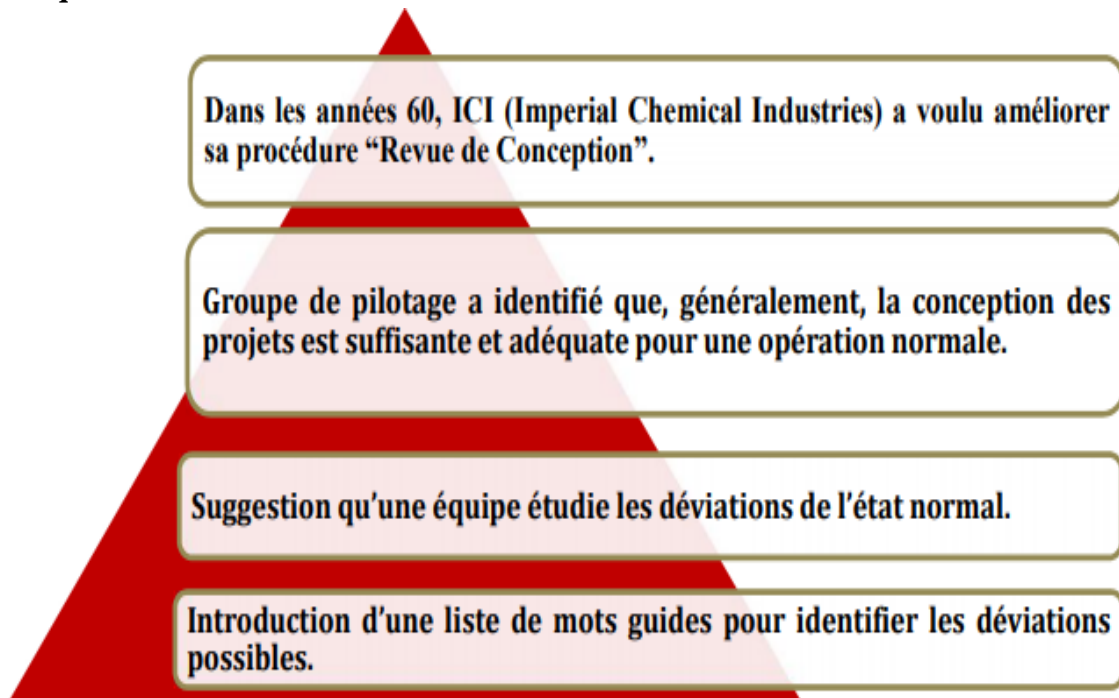 Dans les années 60, ICI (Imperial Chemical Industries) a voulu améliorer
sa procédure “Revue de Conception”.
Groupe de pilotage a identifié que, généralement, la conception des
projets est suffisante et adéquate pour une opération normale.
Suggestion qu’une équipe étudie les déviations de l’état normal.
Introduction d’une liste de mots guides pour identifier les déviations
possibles.